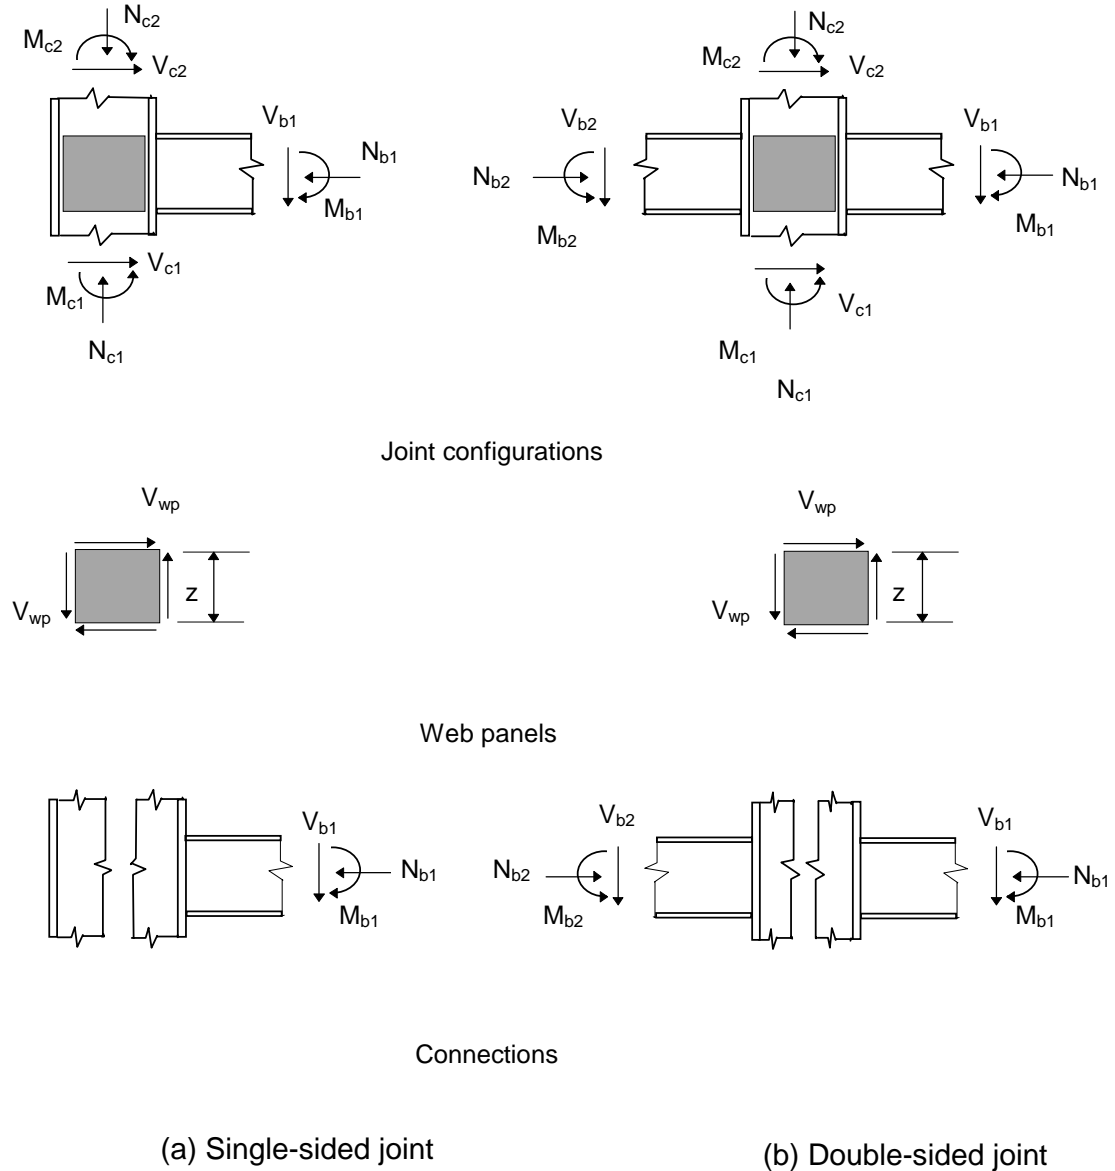 N_c2
M_c2
V_c2
V_b1
N_b1
M_b1
V_c1
M_c1
N_c1
N_c2
M_c2
V_c2
V_b2
V_b1
N_b2
N_b1
M_b2
M_b1
V_c1
M_c1
N_c1
Joint configurations
V_wp
z
V_wp
V_wp
z
V_wp
Web panels
V_b1
N_b1
M_b1
V_b2
V_b1
N_b2
N_b1
M_b2
M_b1
Connections
(a) Single-sided joint
(b) Double-sided joint